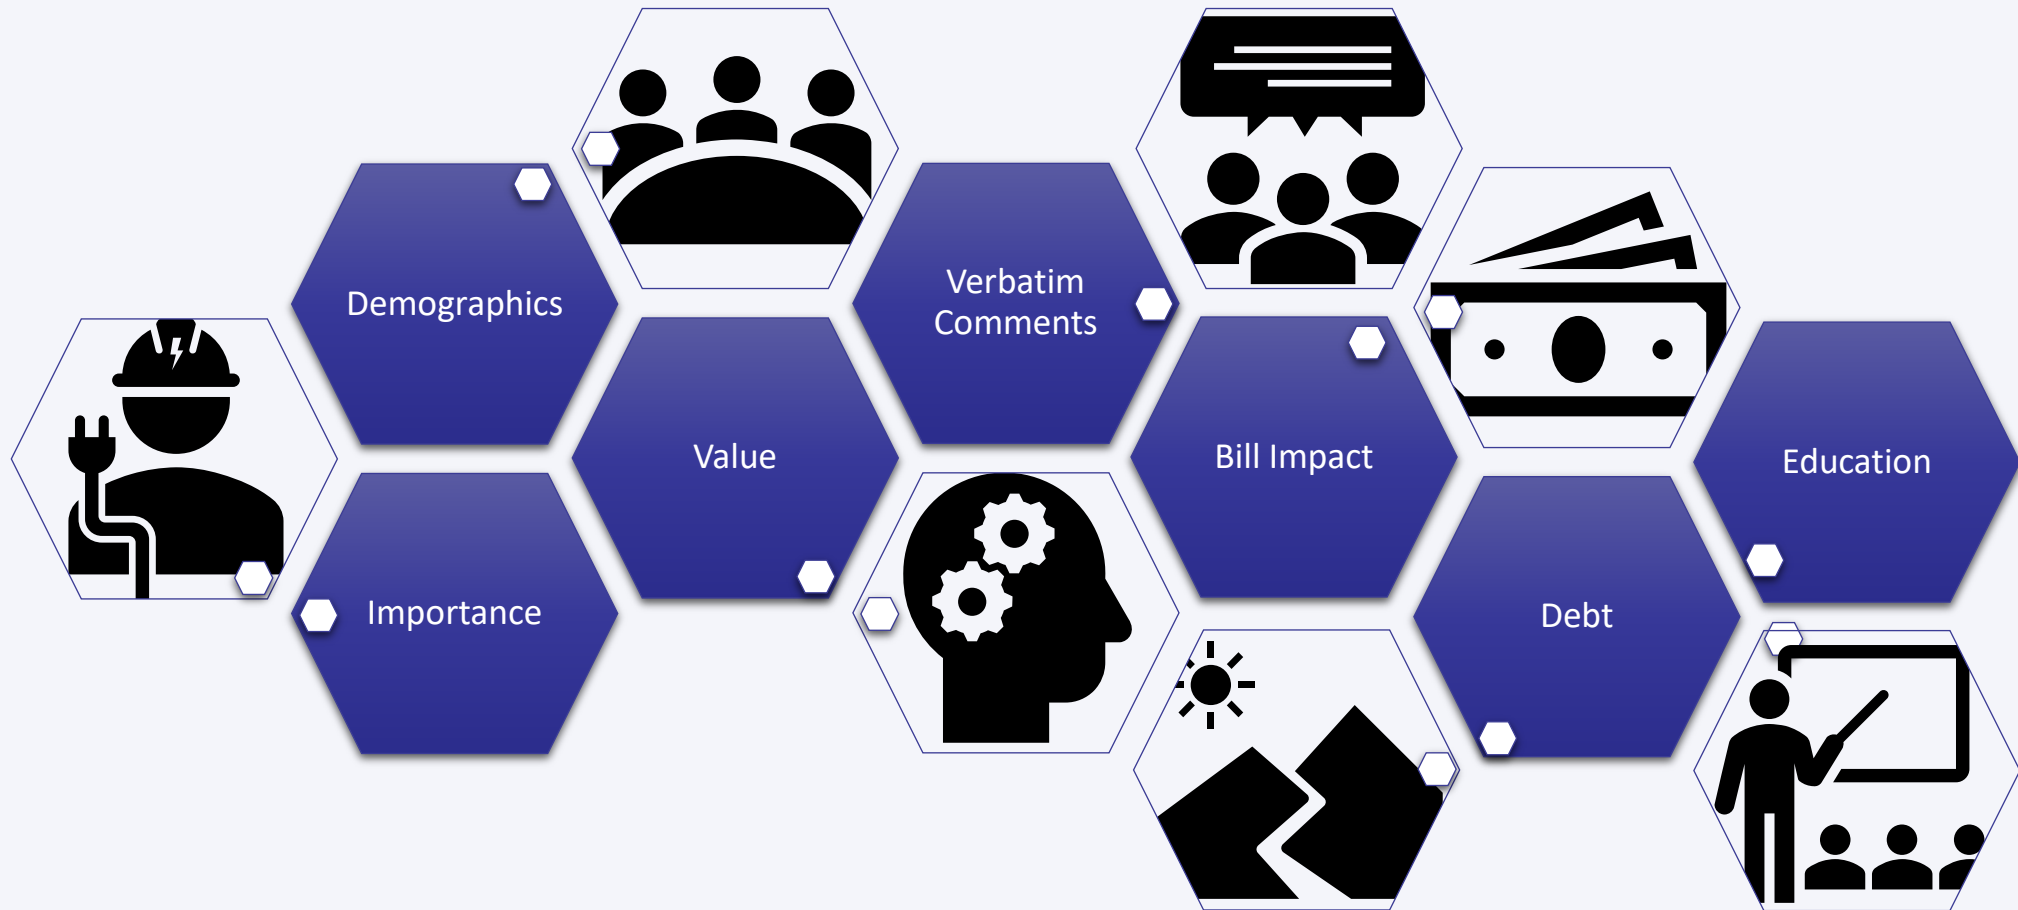 Demographics
Importance
Value
Verbatim
Comments
Bill Impact
Debt
Education